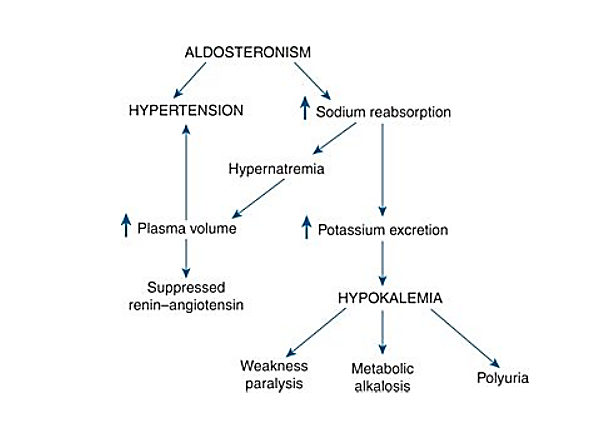 ALDOSTERONISM
HYPERTENSION
Sodium reabsorption
Hypernatremia
Plasma volume
Potassium excretion
Suppressed
renin–angiotensin
HYPOKALEMIA
Weakness
paralysis
Metabolic
alkalosis
Polyuria